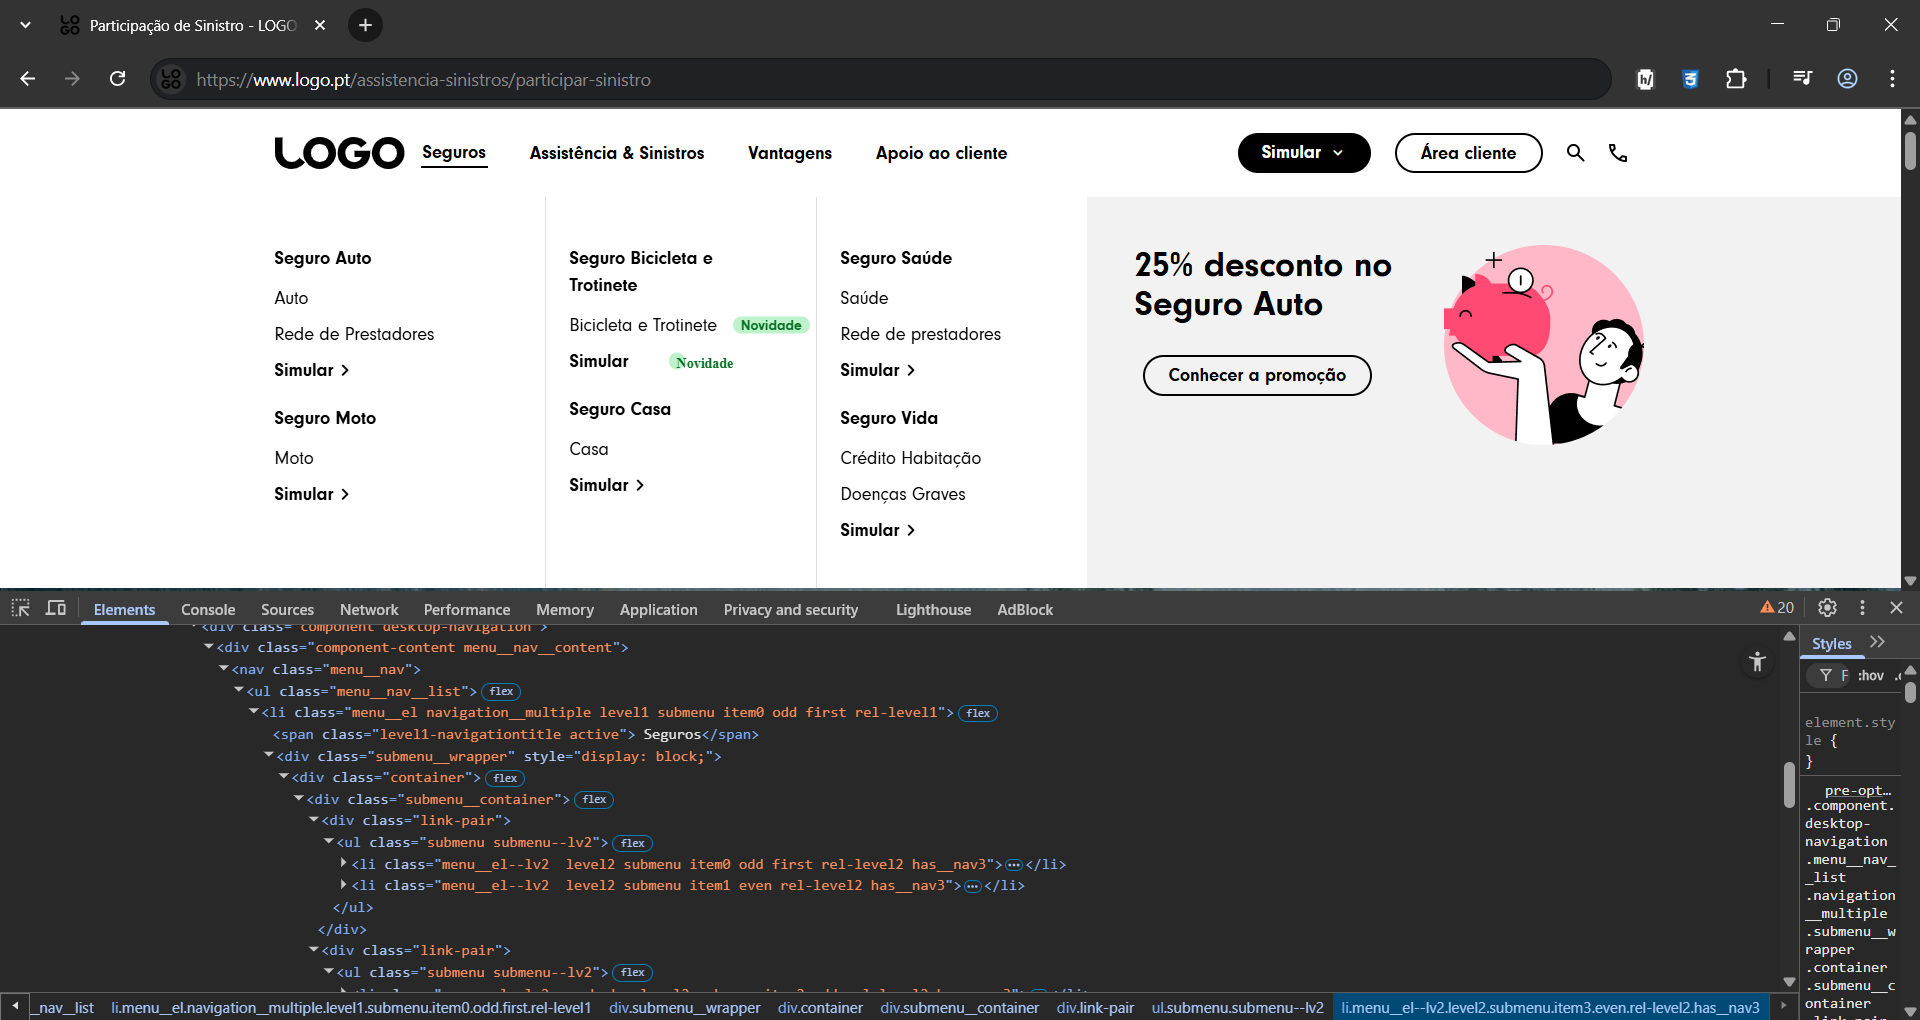 Participação de Sinistro - LOGO
https://www.logo.pt/assistencia-sinistros/participar-sinistro
LOGO
Seguros
Assistência & Sinistros
Vantagens
Apoio ao cliente
Simular
Área cliente
Seguro Auto
Auto
Rede de Prestadores
Simular
Seguro Moto
Moto
Simular
Seguro Bicicleta e
Trotinete
Bicicleta e Trotinete Novidade
Simular Novidade
Seguro Casa
Casa
Simular
Seguro Saúde
Saúde
Rede de prestadores
Simular
Seguro Vida
Crédito Habitação
Doenças Graves
Simular
25% desconto no
Seguro Auto
Conhecer a promoção
Elements Console Sources Network Performance Memory Application Privacy and security Lighthouse AdBlock 20
<div class="component desktop-navigation">
<div class="component-content menu__nav__content">
<nav class="menu__nav">
<ul class="menu__nav__list"> flex
<li class="menu__el navigation__multiple level1 submenu item0 odd first rel-level1"> flex
<span class="level1-navigationtitle active"> Seguros</span>
<div class="submenu__wrapper" style="display: block;">
<div class="container"> flex
<div class="submenu__container"> flex
<div class="link-pair">
<ul class="submenu submenu--lv2"> flex
<li class="menu__el--lv2  level2 submenu item0 odd first rel-level2 has__nav3">…</li>
<li class="menu__el--lv2  level2 submenu item1 even rel-level2 has__nav3">…</li>
</ul>
</div>
<div class="link-pair">
<ul class="submenu submenu--lv2"> flex
_nav__list li.menu__el.navigation__multiple.level1.submenu.item0.odd.first.rel-level1 div.submenu__wrapper div.container div.submenu__container div.link-pair ul.submenu.submenu--lv2 li.menu__el--lv2.level2.submenu.item3.even.rel-level2.has__nav3
Styles
F :hov .c
element.sty
le {
}
pre-opt…
.component.
desktop-
navigation
.menu__nav_
_list
.navigation
__multiple
.submenu__w
rapper
.container
.submenu__c
ontainer